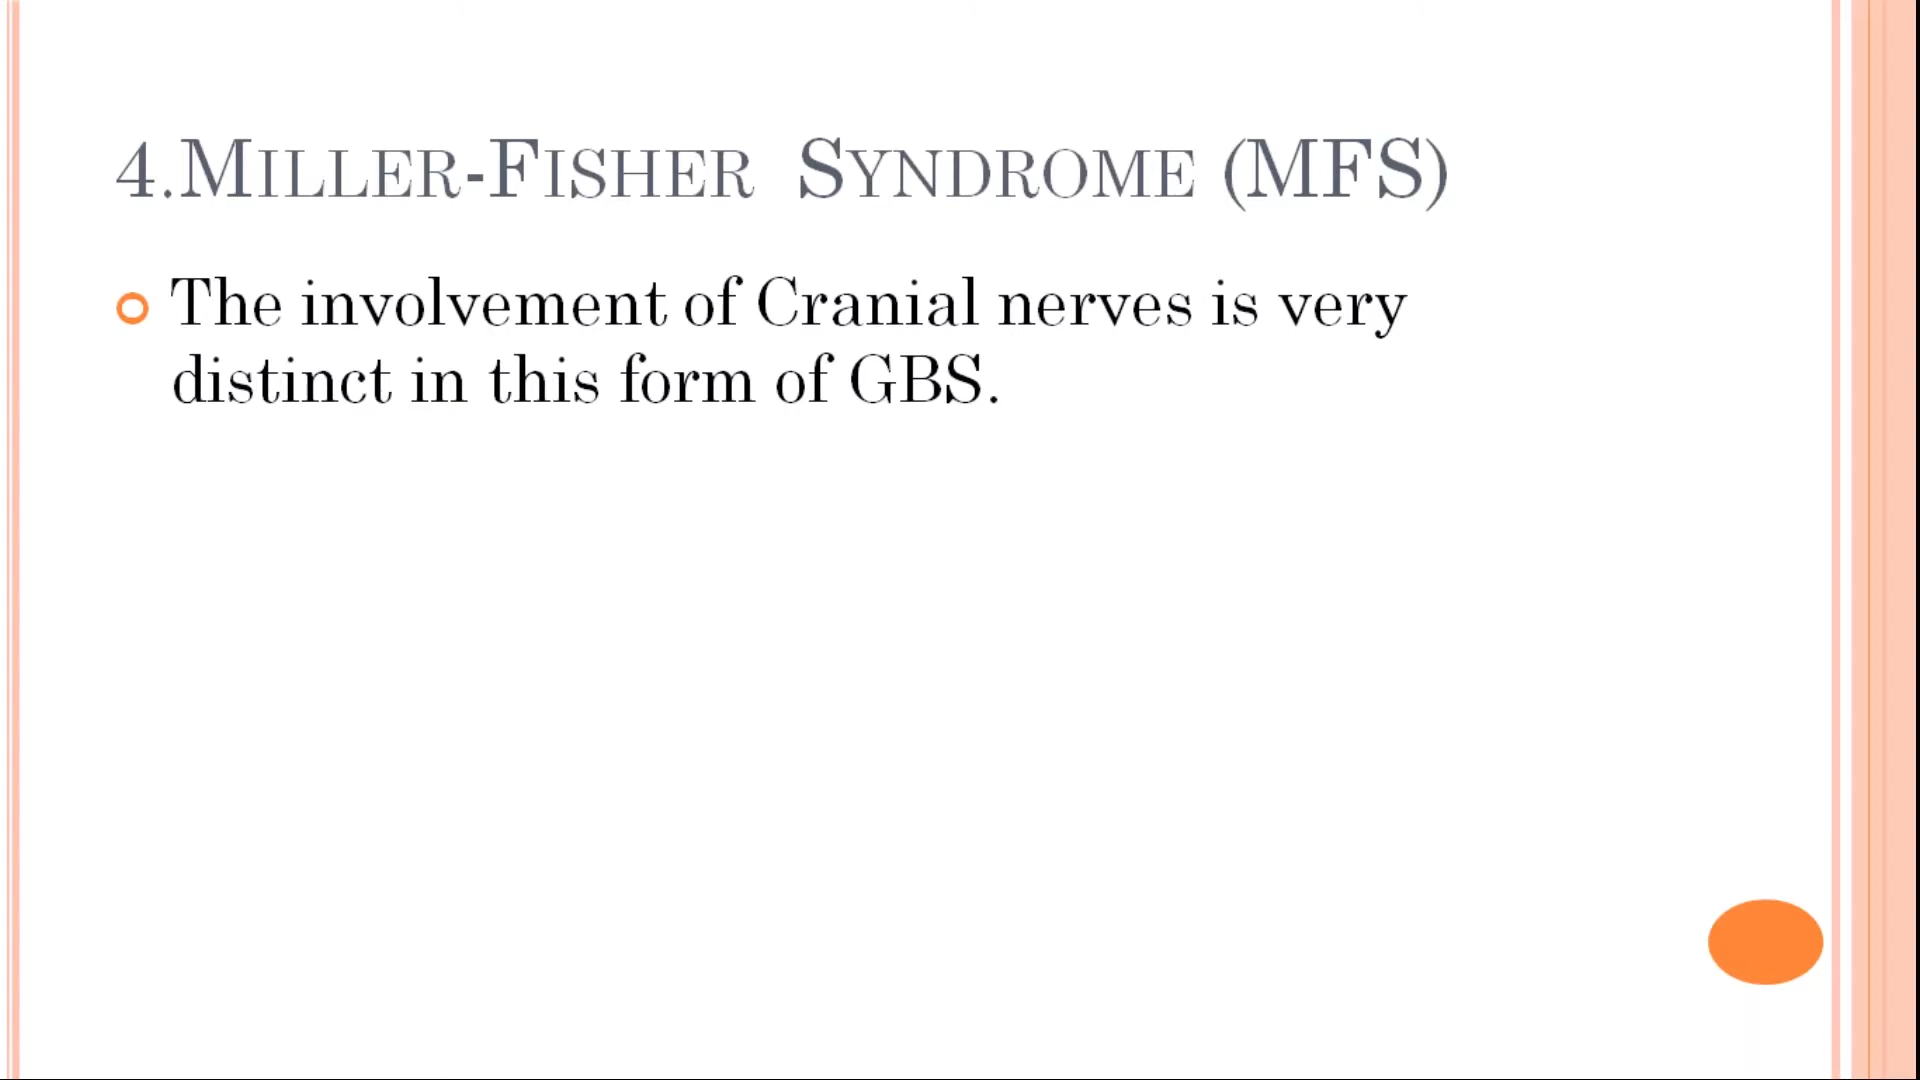 4.MILLER-FISHER SYNDROME (MFS)
The involvement of Cranial nerves is very
distinct in this form of GBS.